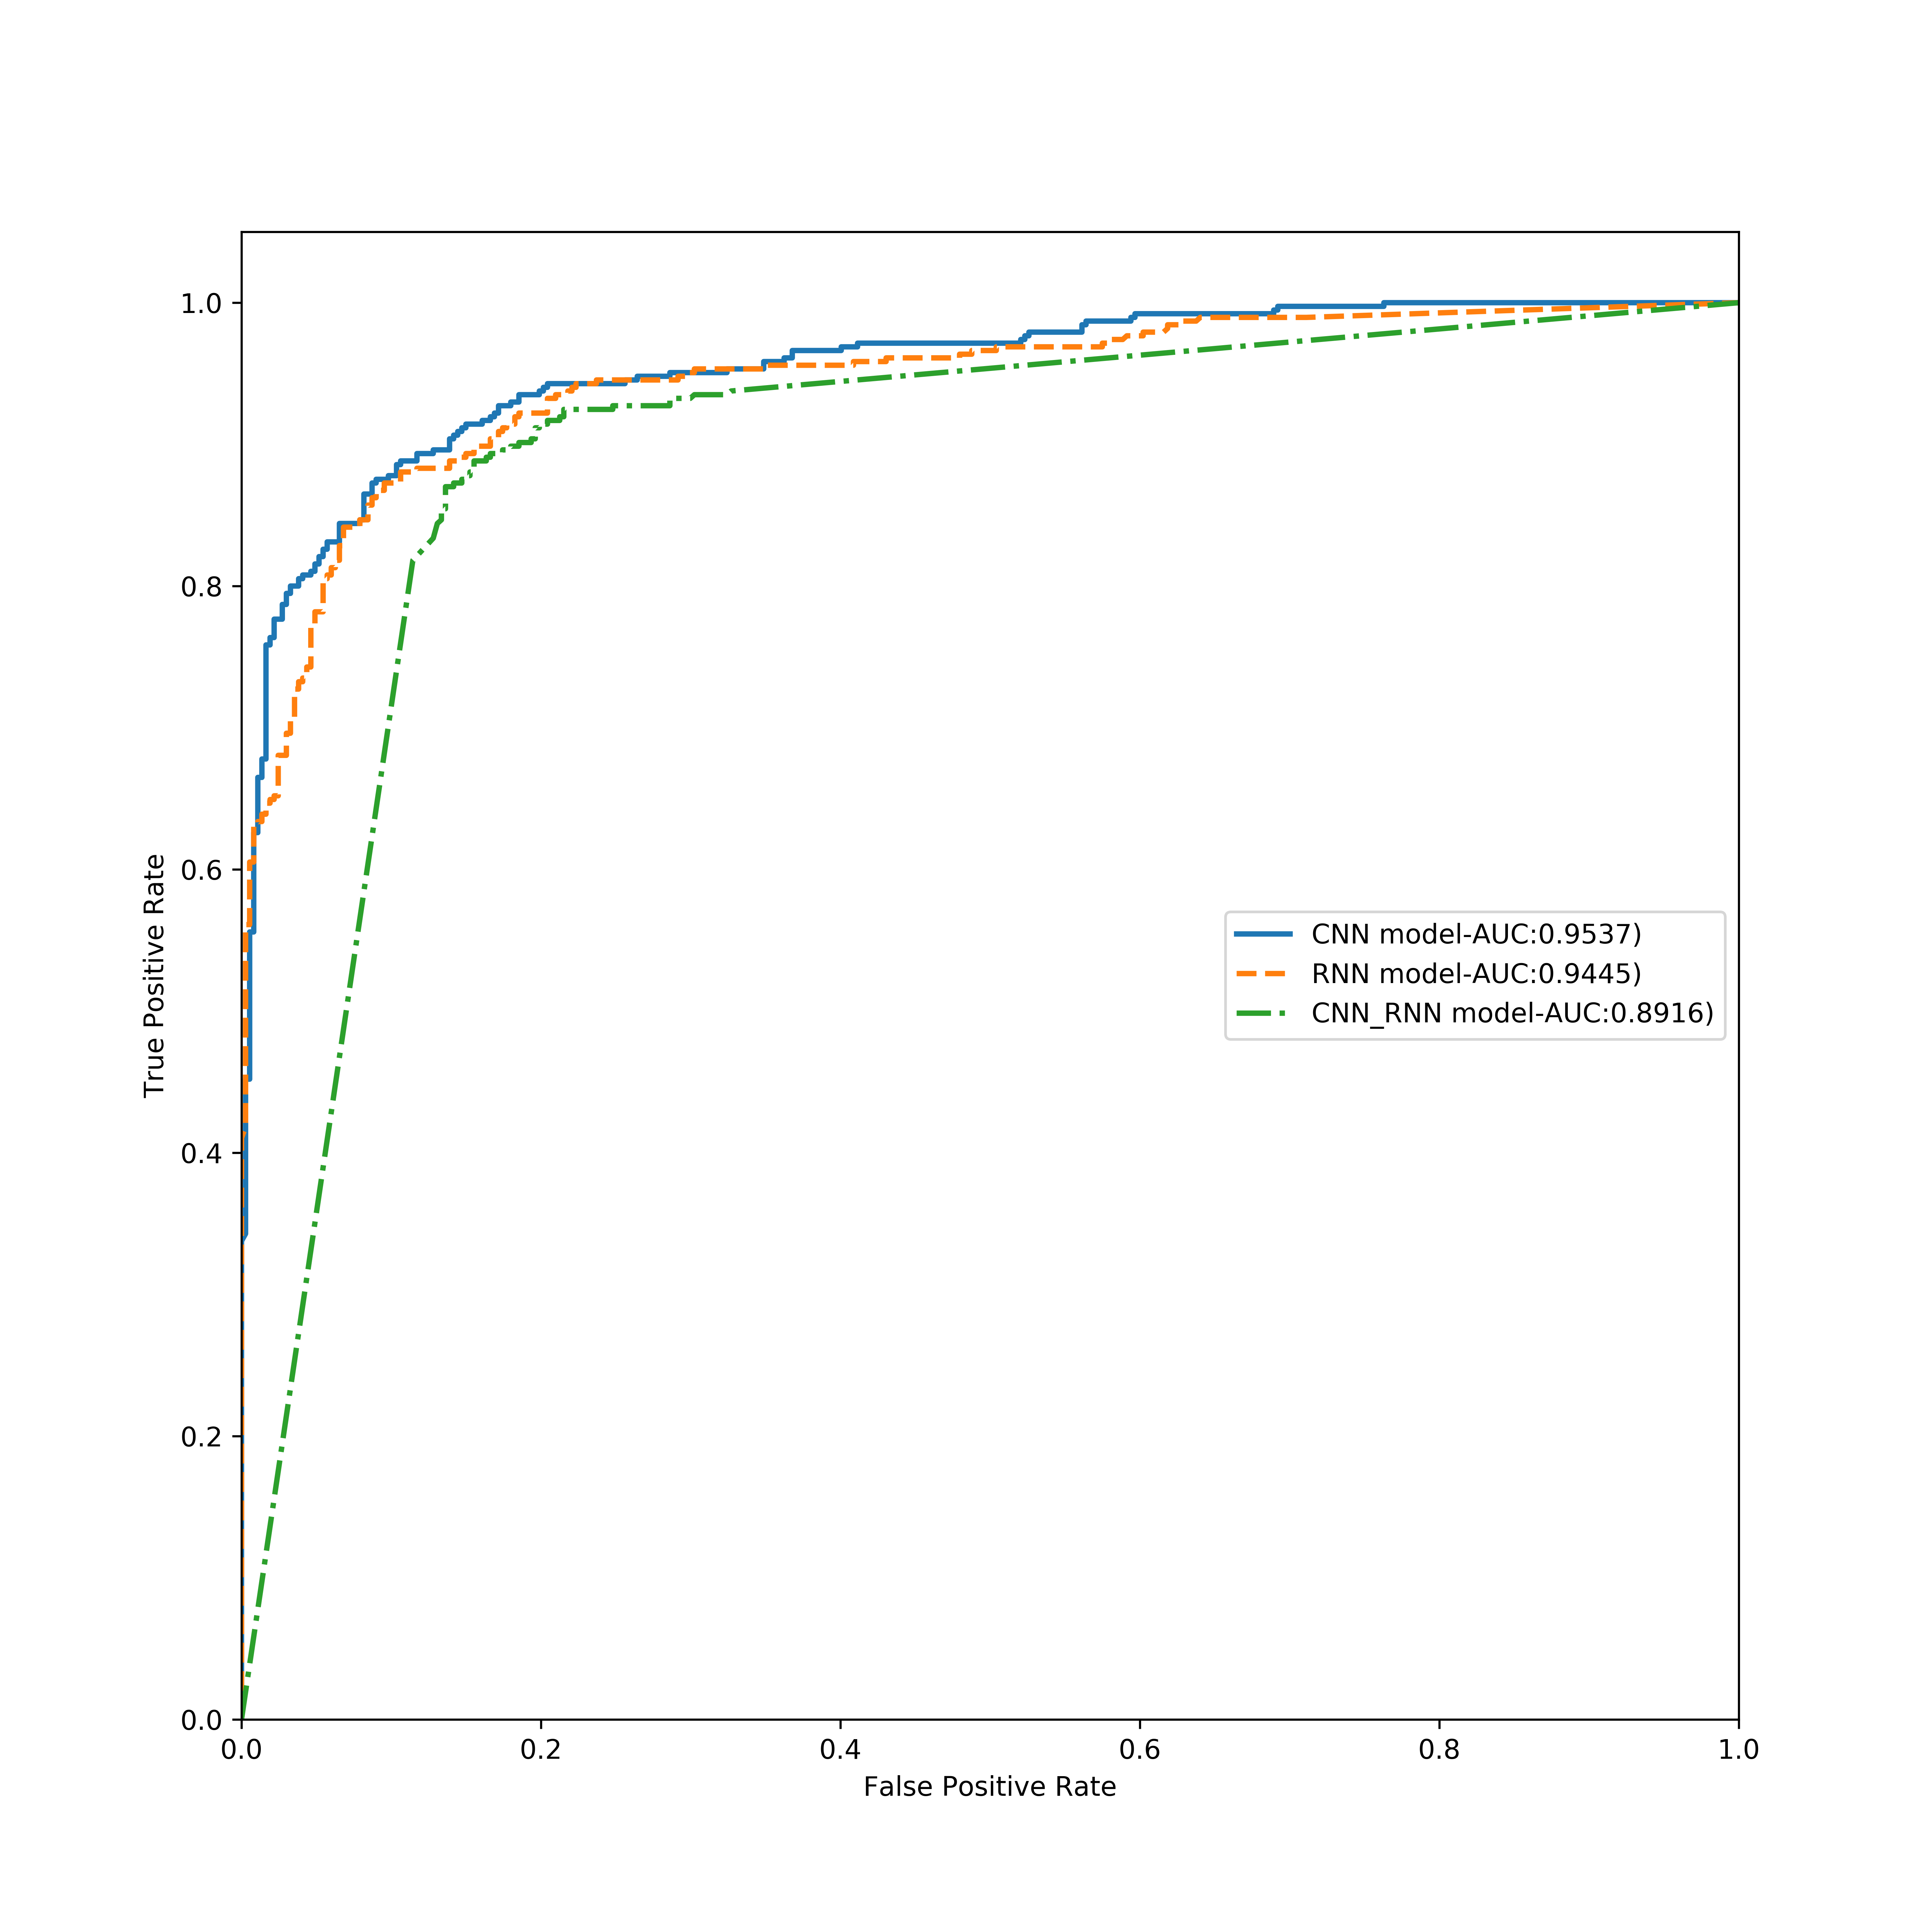 1.0
0.8
0.6
0.4
0.2
0.0
True Positive Rate
CNN model-AUC:0.9537)
RNN model-AUC:0.9445)
CNN_RNN model-AUC:0.8916)
0.0 0.2 0.4 0.6 0.8 1.0
False Positive Rate